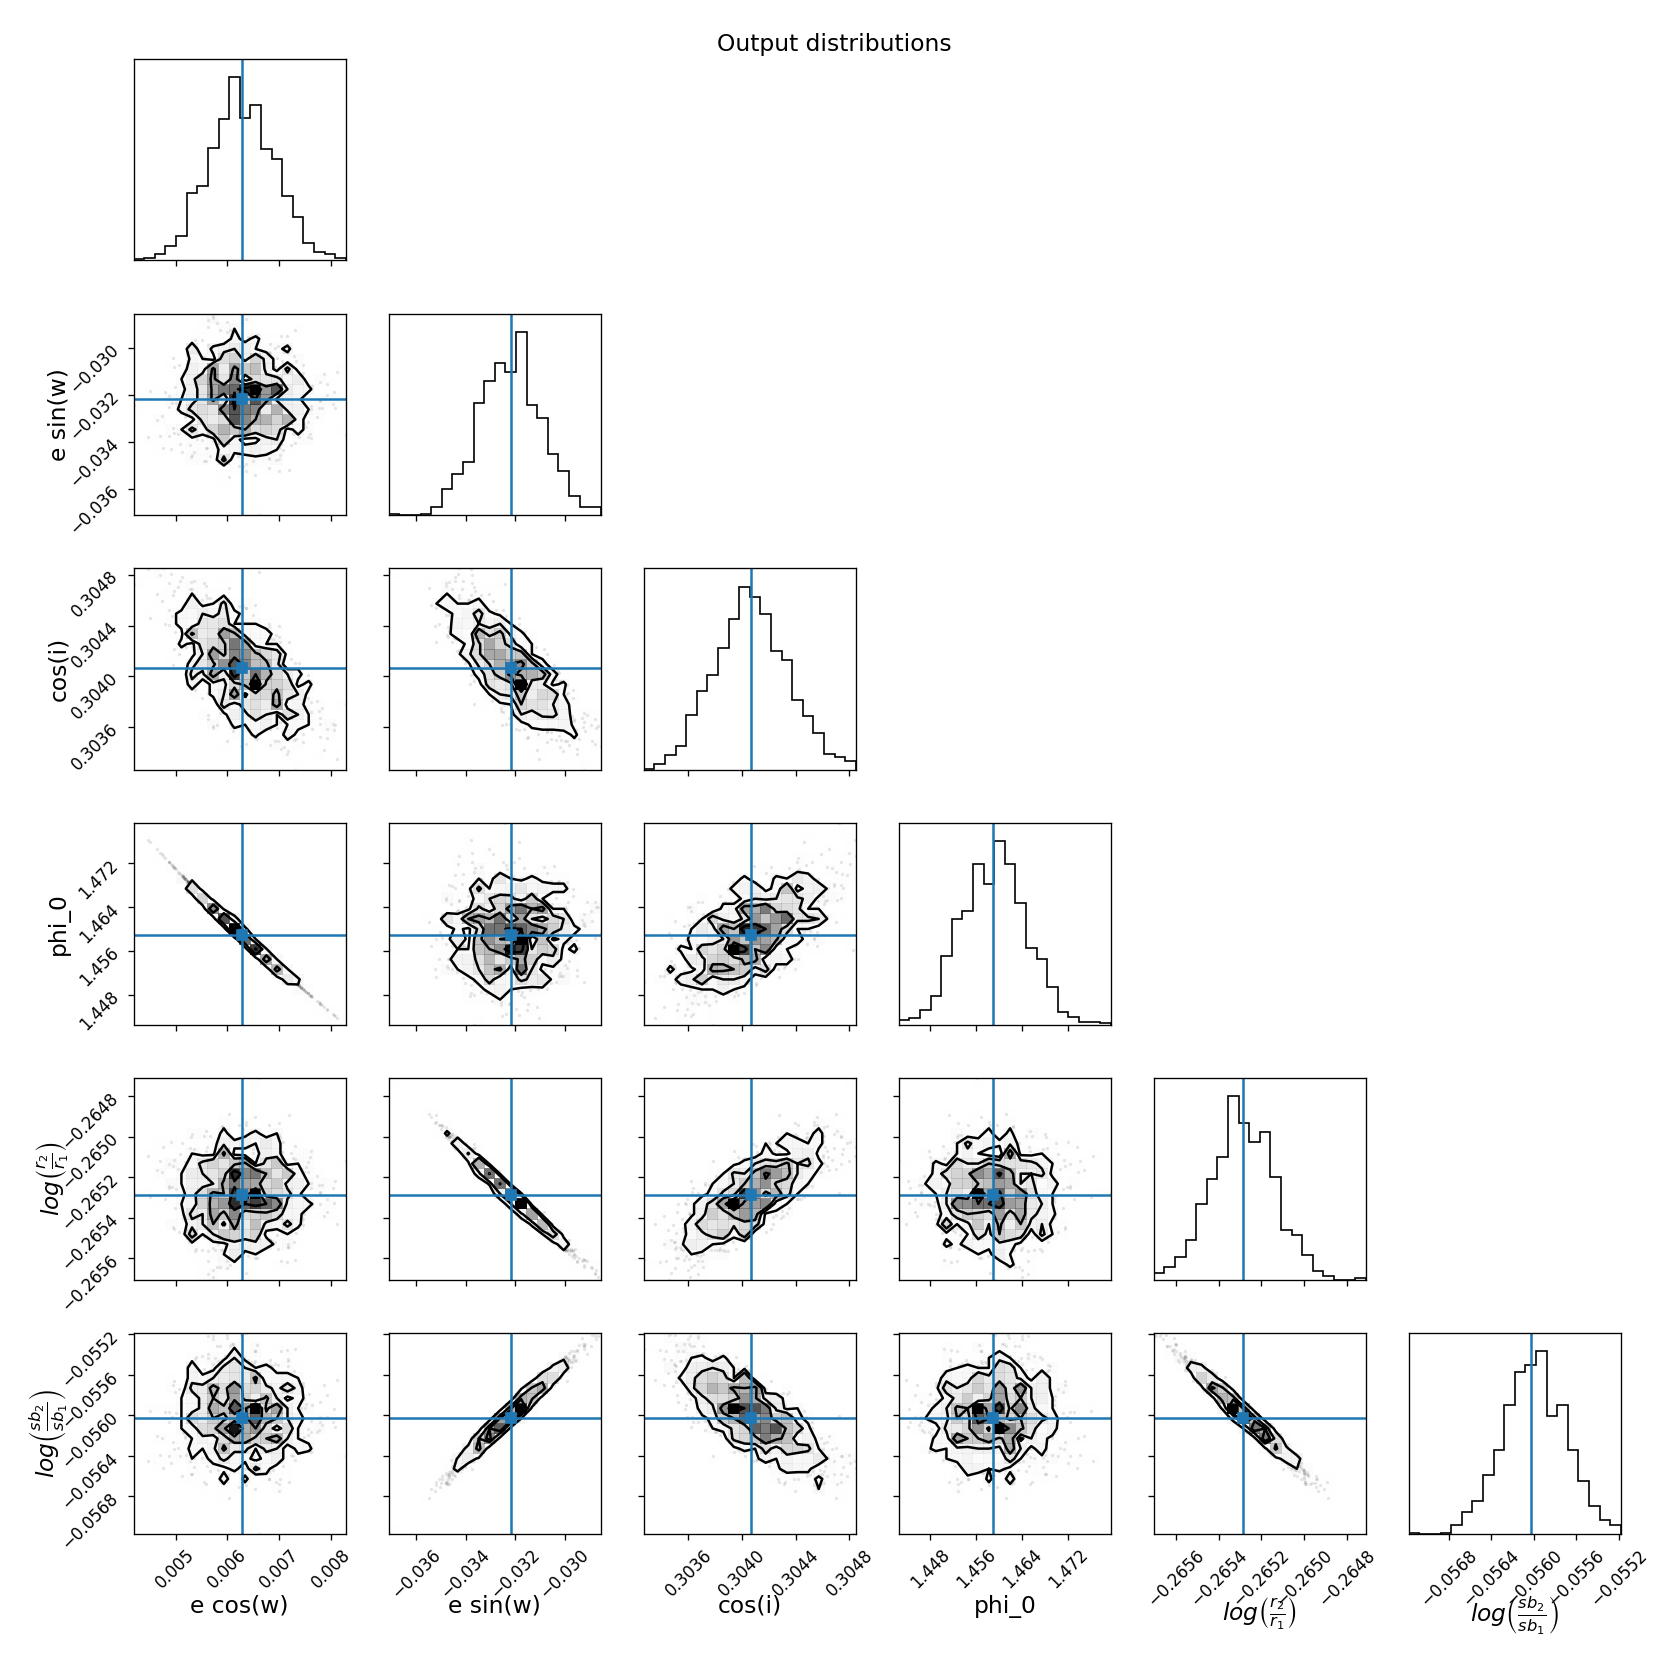 Output distributions
e sin(w)
−0.030
−0.032
−0.034
−0.036
cos(i)
0.3048
0.3044
0.3040
0.3036
phi_0
1.472
1.464
1.456
1.448
log(r₂/r₁)
−0.2648
−0.2650
−0.2652
−0.2654
−0.2656
log(sb₂/sb₁)
−0.0552
−0.0556
−0.0560
−0.0564
−0.0568
0.005 0.006 0.007 0.008
−0.036 −0.034 −0.032 −0.030
0.3036 0.3040 0.3044 0.3048
1.448 1.456 1.464 1.472
−0.2656 −0.2654 −0.2652 −0.2650 −0.2648
−0.0568 −0.0564 −0.0560 −0.0556 −0.0552
e cos(w) e sin(w) cos(i) phi_0 log(r₂/r₁) log(sb₂/sb₁)